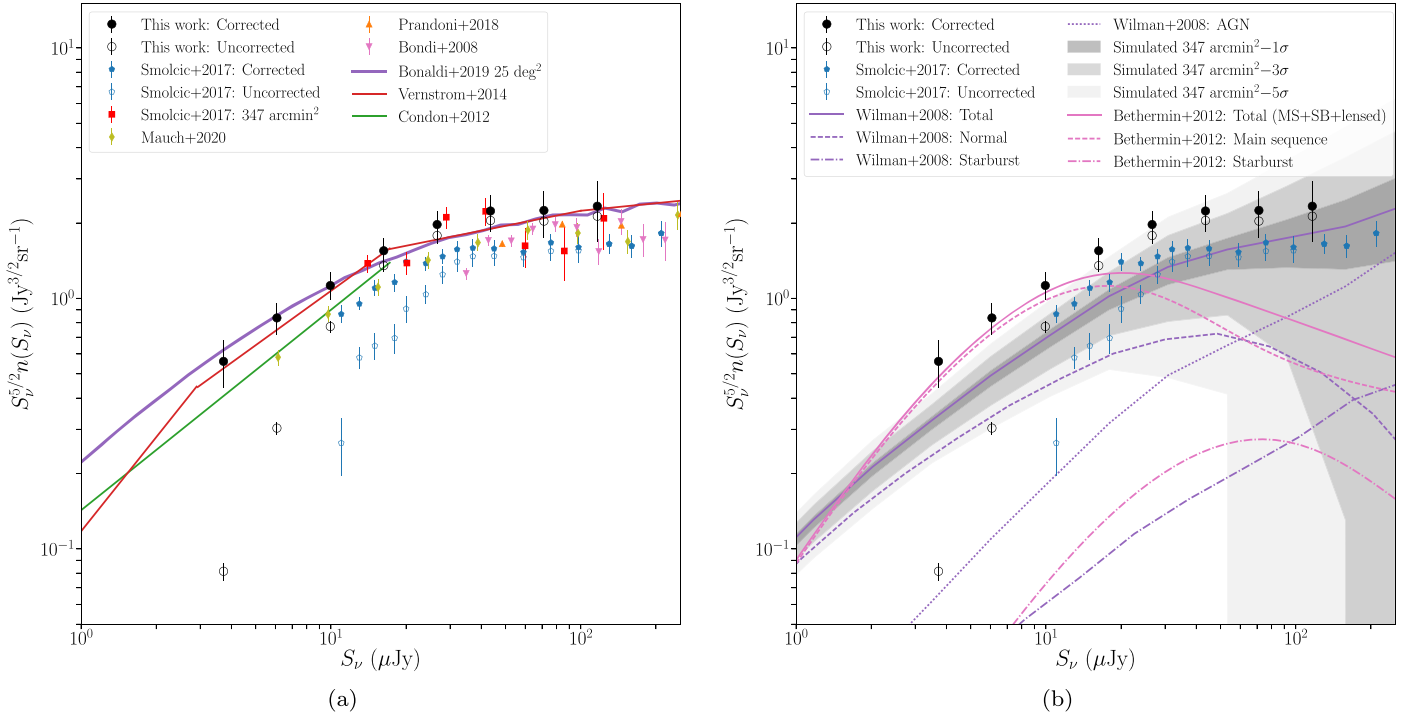 This work: Corrected
This work: Uncorrected
Smolcic+2017: Corrected
Smolcic+2017: Uncorrected
Smolcic+2017: 347 arcmin²
Mauch+2020
Prandoni+2018
Bondi+2008
Bonaldi+2019 25 deg²
Vernstrom+2014
Condon+2012
10¹
10⁰
10⁻¹
S_ν^{5/2} n(S_ν) (Jy^{3/2}sr⁻¹)
10⁰
10¹
10²
S_ν (μJy)
(a)
This work: Corrected
This work: Uncorrected
Smolcic+2017: Corrected
Smolcic+2017: Uncorrected
Wilman+2008: Total
Wilman+2008: Normal
Wilman+2008: Starburst
Wilman+2008: AGN
Simulated 347 arcmin²−1σ
Simulated 347 arcmin²−3σ
Simulated 347 arcmin²−5σ
Bethermin+2012: Total (MS+SB+lensed)
Bethermin+2012: Main sequence
Bethermin+2012: Starburst
10¹
10⁰
10⁻¹
S_ν^{5/2} n(S_ν) (Jy^{3/2}sr⁻¹)
10⁰
10¹
10²
S_ν (μJy)
(b)